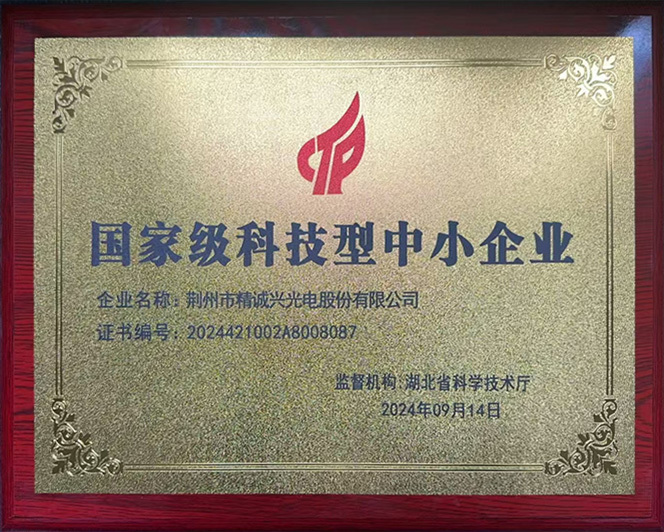 CTP
国家级科技型中小企业
企业名称：荆州市精诚兴光电股份有限公司
证书编号：2024421002A8008087
监督机构：湖北省科学技术厅
2024年09月14日